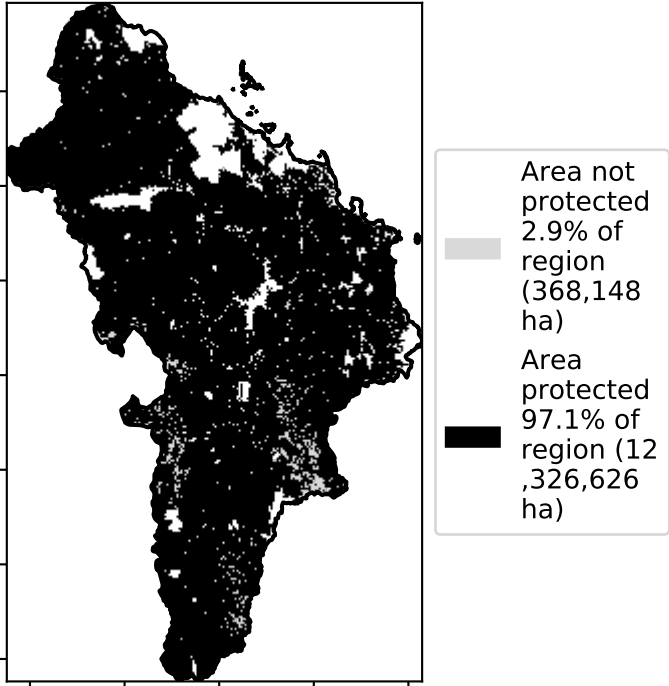 Area not
protected
2.9% of
region
(368,148
ha)
Area
protected
97.1% of
region (12
,326,626
ha)